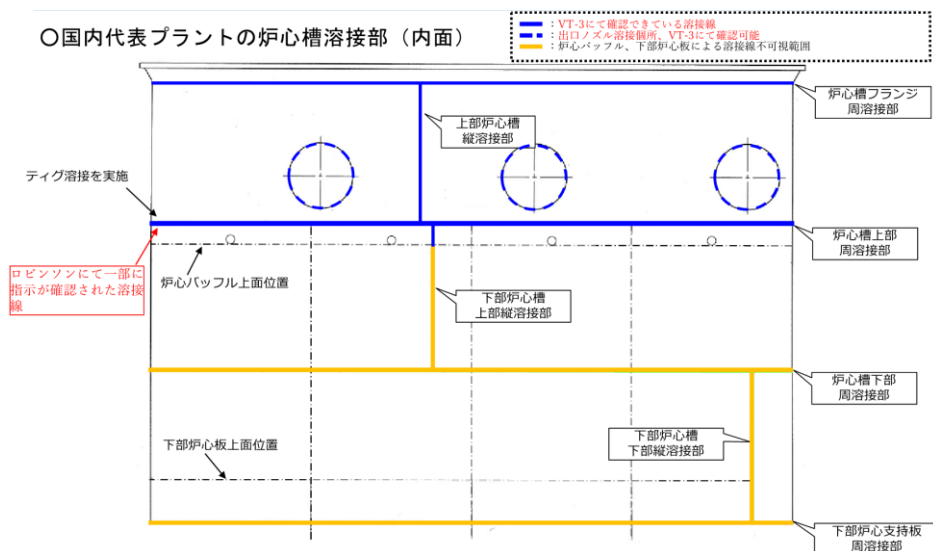 〇国内代表プラントの炉心槽溶接部（内面）
：VT-3にて確認できている溶接線
：出口ノズル溶接個所、VT-3にて確認可能
：炉心バッフル、下部炉心板による溶接線不可視範囲
炉心槽フランジ
周溶接部
上部炉心槽
縦溶接部
ティグ溶接を実施
炉心槽上部
周溶接部
ロビンソンにて一部に
指示が確認された溶接
線
炉心バッフル上面位置
下部炉心槽
上部縦溶接部
炉心槽下部
周溶接部
下部炉心槽
下部縦溶接部
下部炉心板上面位置
下部炉心支持板
周溶接部